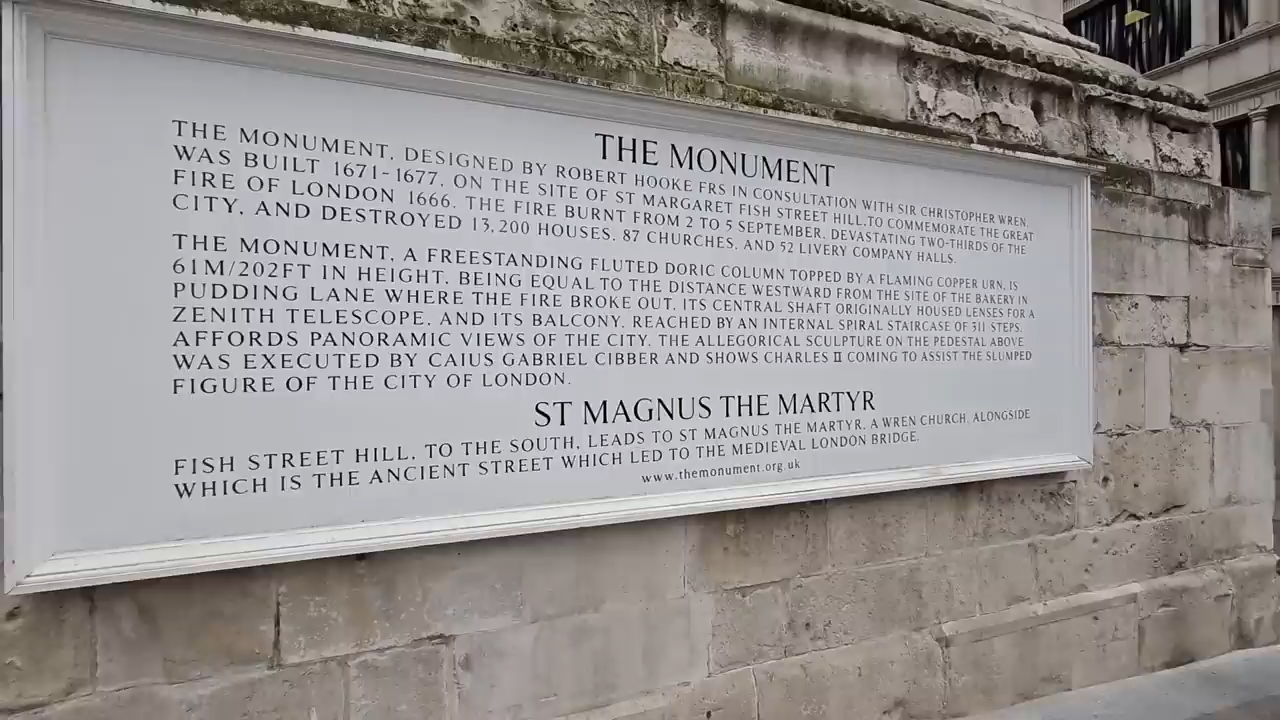 THE MONUMENT
THE MONUMENT, DESIGNED BY ROBERT HOOKE FRS IN CONSULTATION WITH SIR CHRISTOPHER WREN,
WAS BUILT 1671-1677, ON THE SITE OF ST MARGARET FISH STREET HILL, TO COMMEMORATE THE GREAT
FIRE OF LONDON 1666. THE FIRE BURNT FROM 2 TO 5 SEPTEMBER, DEVASTATING TWO-THIRDS OF THE
CITY, AND DESTROYED 13,200 HOUSES, 87 CHURCHES, AND 52 LIVERY COMPANY HALLS.
THE MONUMENT, A FREESTANDING FLUTED DORIC COLUMN TOPPED BY A FLAMING COPPER URN, IS
61M/202FT IN HEIGHT, BEING EQUAL TO THE DISTANCE WESTWARD FROM THE SITE OF THE BAKERY IN
PUDDING LANE WHERE THE FIRE BROKE OUT. ITS CENTRAL SHAFT ORIGINALLY HOUSED LENSES FOR A
ZENITH TELESCOPE, AND ITS BALCONY, REACHED BY AN INTERNAL SPIRAL STAIRCASE OF 311 STEPS,
AFFORDS PANORAMIC VIEWS OF THE CITY. THE ALLEGORICAL SCULPTURE ON THE PEDESTAL ABOVE
WAS EXECUTED BY CAIUS GABRIEL CIBBER AND SHOWS CHARLES II COMING TO ASSIST THE SLUMPED
FIGURE OF THE CITY OF LONDON.
ST MAGNUS THE MARTYR
FISH STREET HILL, TO THE SOUTH, LEADS TO ST MAGNUS THE MARTYR, A WREN CHURCH, ALONGSIDE
WHICH IS THE ANCIENT STREET WHICH LED TO THE MEDIEVAL LONDON BRIDGE.
www.themonument.org.uk